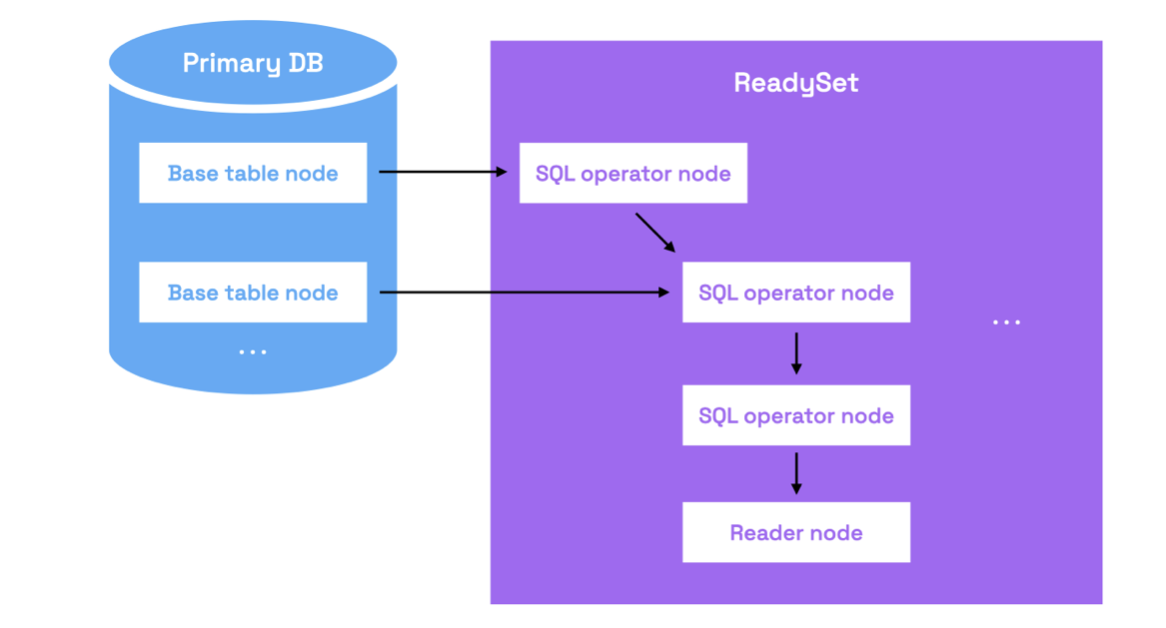 Primary DB
Base table node
Base table node
...
ReadySet
SQL operator node
SQL operator node
...
SQL operator node
Reader node